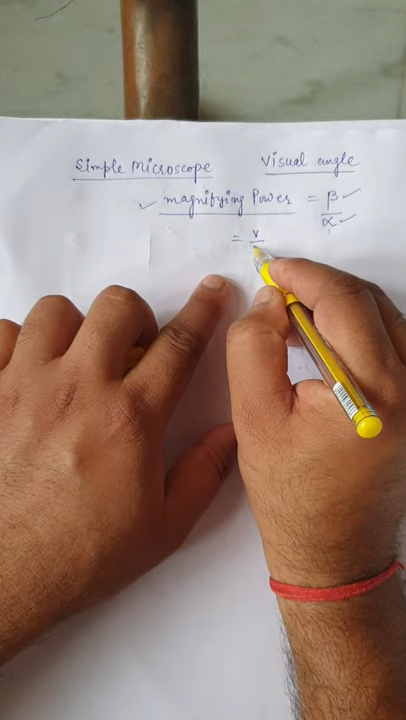 Simple Microscope Visual angle
✓ magnifying Power = β/α ✓✓
= v/